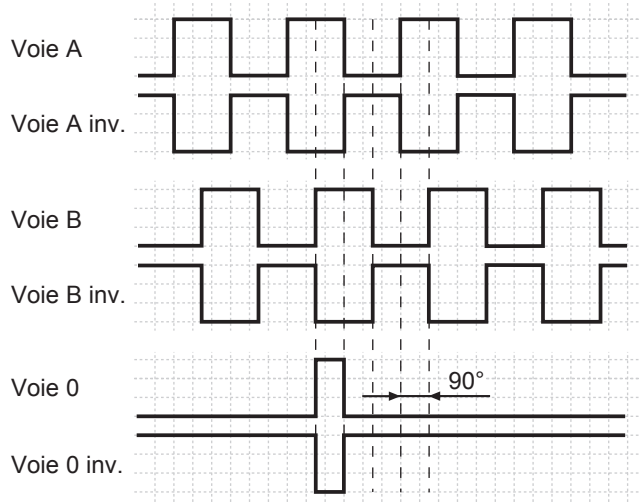 Voie A
Voie A inv.
Voie B
Voie B inv.
Voie 0
90°
Voie 0 inv.